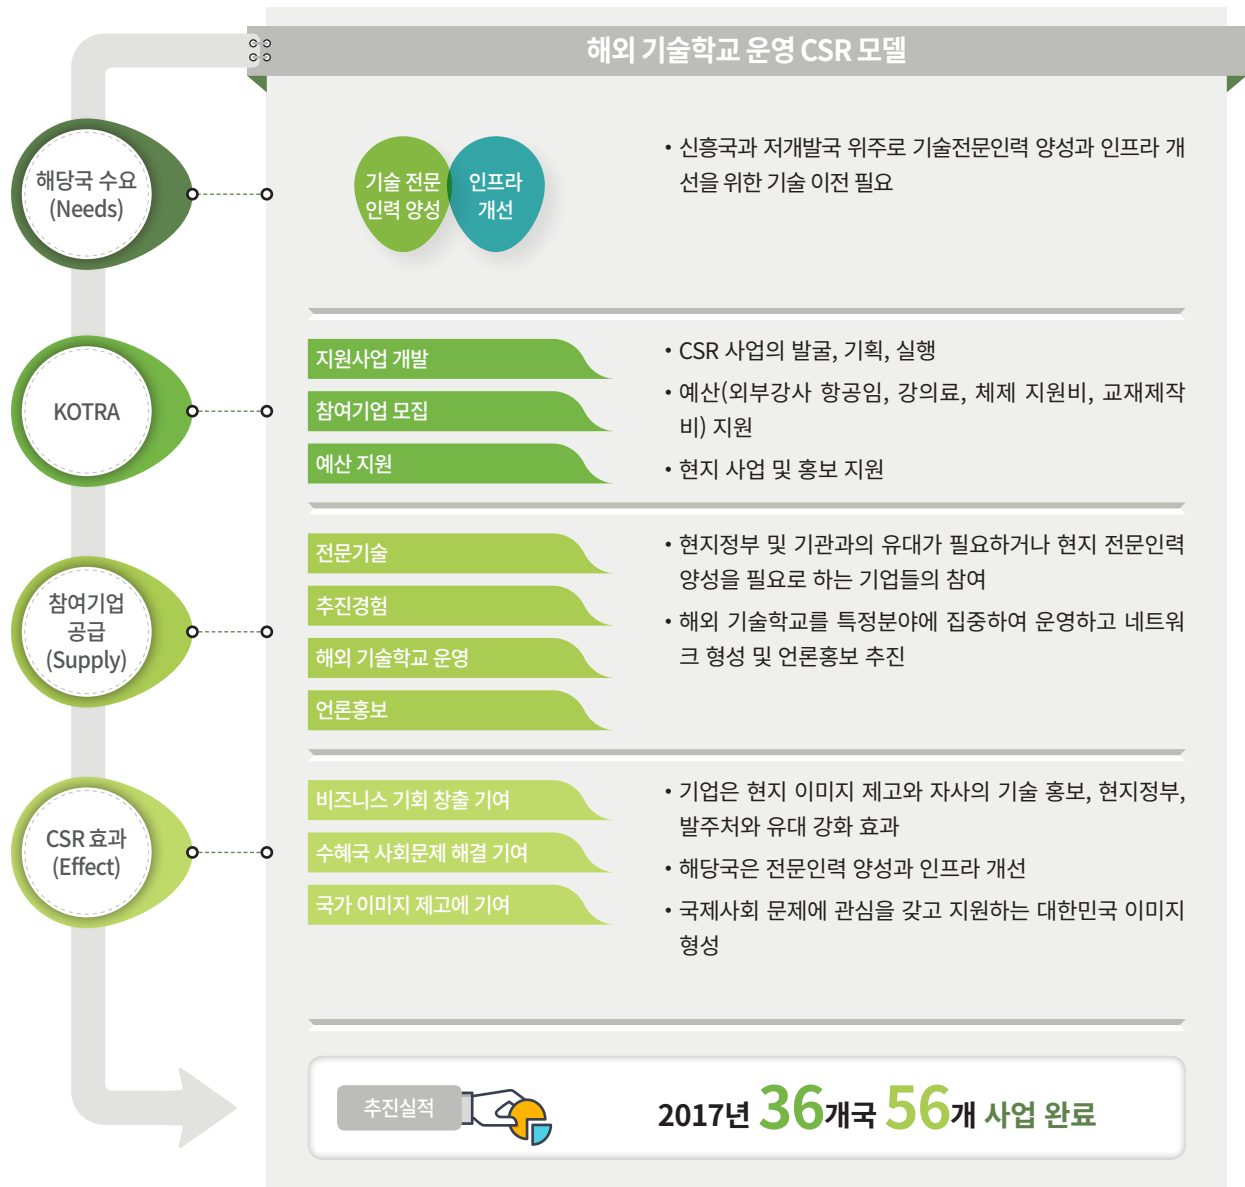 해외 기술학교 운영 CSR 모델
해당국 수요
(Needs)
기술 전문
인력 양성
인프라
개선
• 신흥국과 저개발국 위주로 기술전문인력 양성과 인프라 개
선을 위한 기술 이전 필요
KOTRA
지원사업 개발
참여기업 모집
예산 지원
• CSR 사업의 발굴, 기획, 실행
• 예산(외부강사 항공임, 강의료, 체제 지원비, 교재제작
비) 지원
• 현지 사업 및 홍보 지원
참여기업
공급
(Supply)
전문기술
추진경험
해외 기술학교 운영
언론홍보
• 현지정부 및 기관과의 유대가 필요하거나 현지 전문인력
양성을 필요로 하는 기업들의 참여
• 해외 기술학교를 특정분야에 집중하여 운영하고 네트워
크 형성 및 언론홍보 추진
CSR 효과
(Effect)
비즈니스 기회 창출 기여
수혜국 사회문제 해결 기여
국가 이미지 제고에 기여
• 기업은 현지 이미지 제고와 자사의 기술 홍보, 현지정부,
발주처와 유대 강화 효과
• 해당국은 전문인력 양성과 인프라 개선
• 국제사회 문제에 관심을 갖고 지원하는 대한민국 이미지
형성
추진실적
2017년 36개국 56개 사업 완료